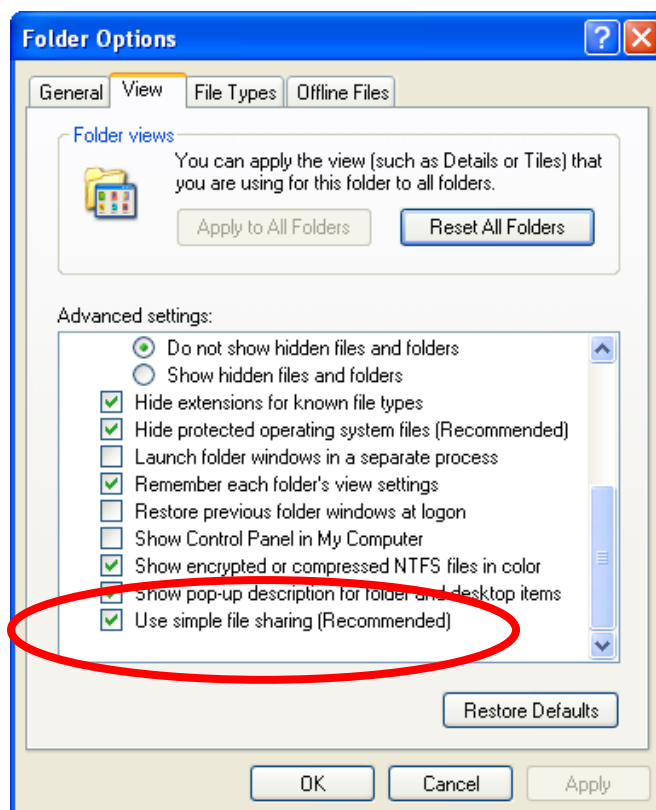 Folder Options
General View File Types Offline Files
Folder views
You can apply the view (such as Details or Tiles) that
you are using for this folder to all folders.
Apply to All Folders Reset All Folders
Advanced settings:
Do not show hidden files and folders
Show hidden files and folders
Hide extensions for known file types
Hide protected operating system files (Recommended)
Launch folder windows in a separate process
Remember each folder's view settings
Restore previous folder windows at logon
Show Control Panel in My Computer
Show encrypted or compressed NTFS files in color
Show pop-up description for folder and desktop items
Use simple file sharing (Recommended)
Restore Defaults
OK Cancel Apply